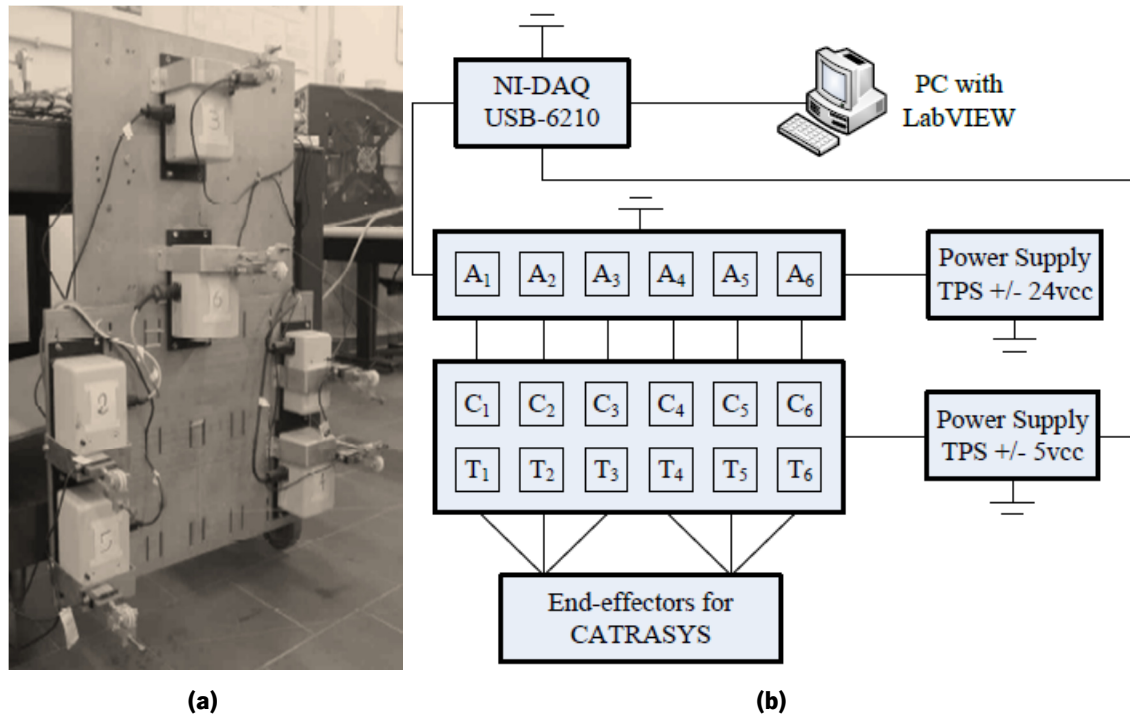 3
6
2
5
NI-DAQ
USB-6210
PC with
LabVIEW
A₁ A₂ A₃ A₄ A₅ A₆
Power Supply
TPS +/- 24vcc
C₁ C₂ C₃ C₄ C₅ C₆
T₁ T₂ T₃ T₄ T₅ T₆
Power Supply
TPS +/- 5vcc
End-effectors for
CATRASYS
(a)
(b)